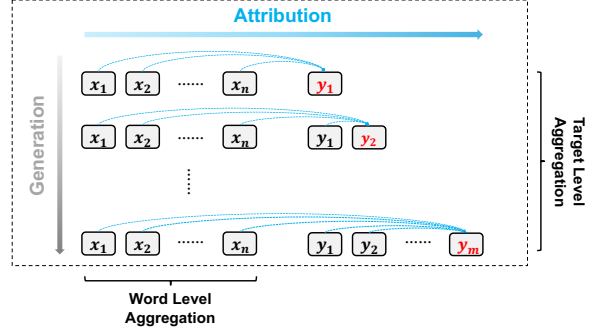 Attribution
Generation
x₁ x₂ ...... xₙ y₁
x₁ x₂ ...... xₙ y₁ y₂
......
x₁ x₂ ...... xₙ y₁ y₂ ...... yₘ
Target Level
Aggregation
Word Level
Aggregation